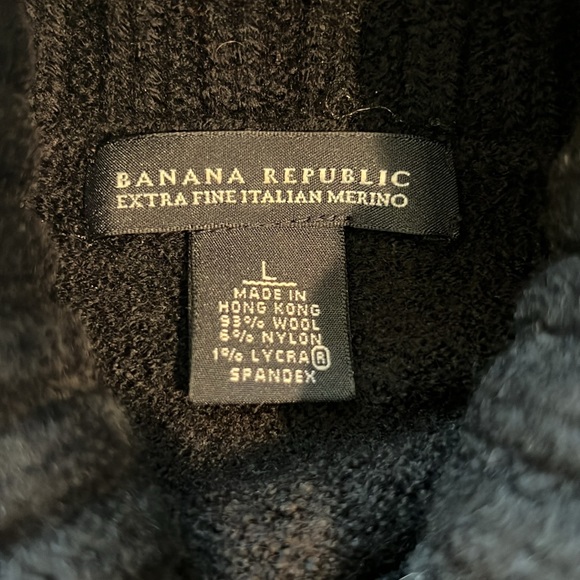 BANANA REPUBLIC
EXTRA FINE ITALIAN MERINO
L
MADE IN
HONG KONG
93% WOOL
6% NYLON
1% LYCRA®
SPANDEX